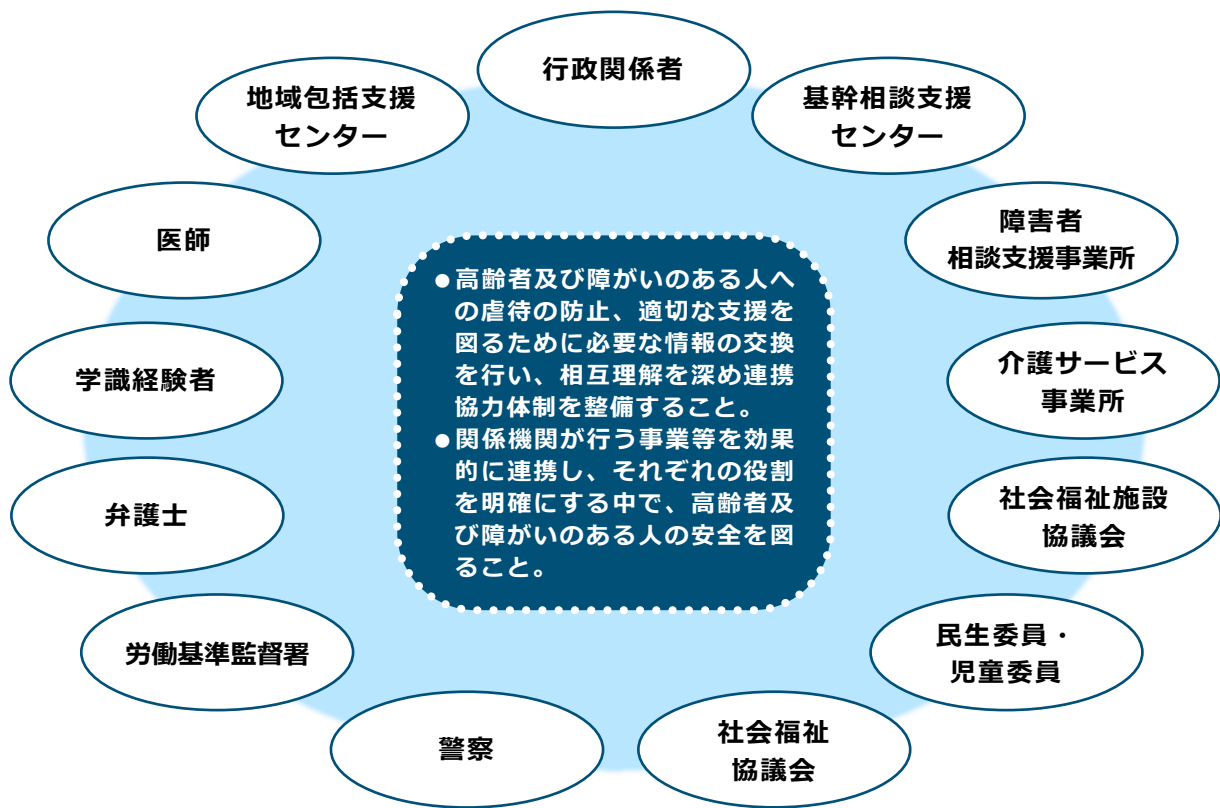 行政関係者
地域包括支援
センター
基幹相談支援
センター
医師
障害者
相談支援事業所
●高齢者及び障がいのある人へ
の虐待の防止、適切な支援を
図るために必要な情報の交換
を行い、相互理解を深め連携
協力体制を整備すること。
●関係機関が行う事業等を効果
的に連携し、それぞれの役割
を明確にする中で、高齢者及
び障がいのある人の安全を図
ること。
学識経験者
介護サービス
事業所
弁護士
社会福祉施設
協議会
労働基準監督署
民生委員・
児童委員
警察
社会福祉
協議会